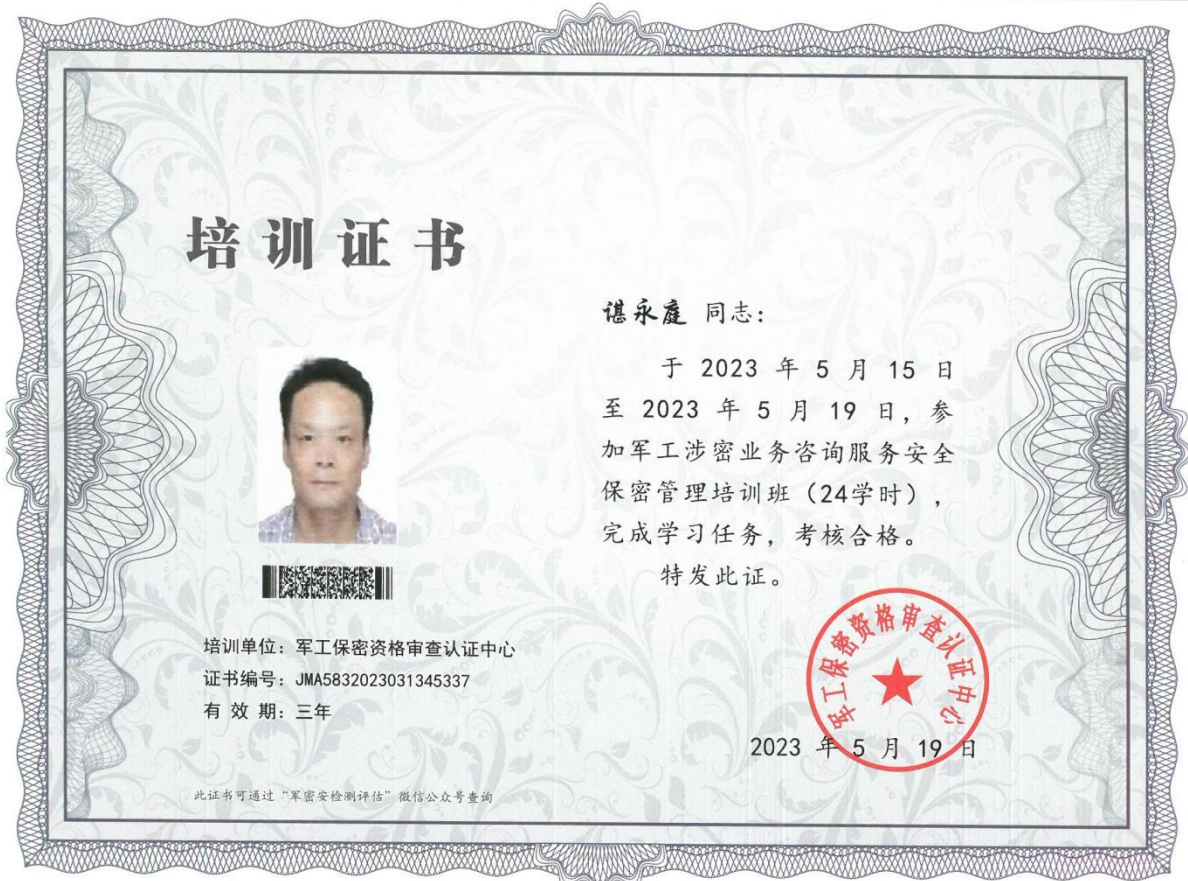 培训证书
谌永庭 同志：
于 2023 年 5 月 15 日
至 2023 年 5 月 19 日，参
加军工涉密业务咨询服务安全
保密管理培训班（24学时），
完成学习任务，考核合格。
特发此证。
培训单位：军工保密资格审查认证中心
证书编号：JMA5832023031345337
有 效 期：三年
军工保密资格审查认证中心
2023 年 5 月 19 日
此证书可通过“军密安检测评估”微信公众号查询